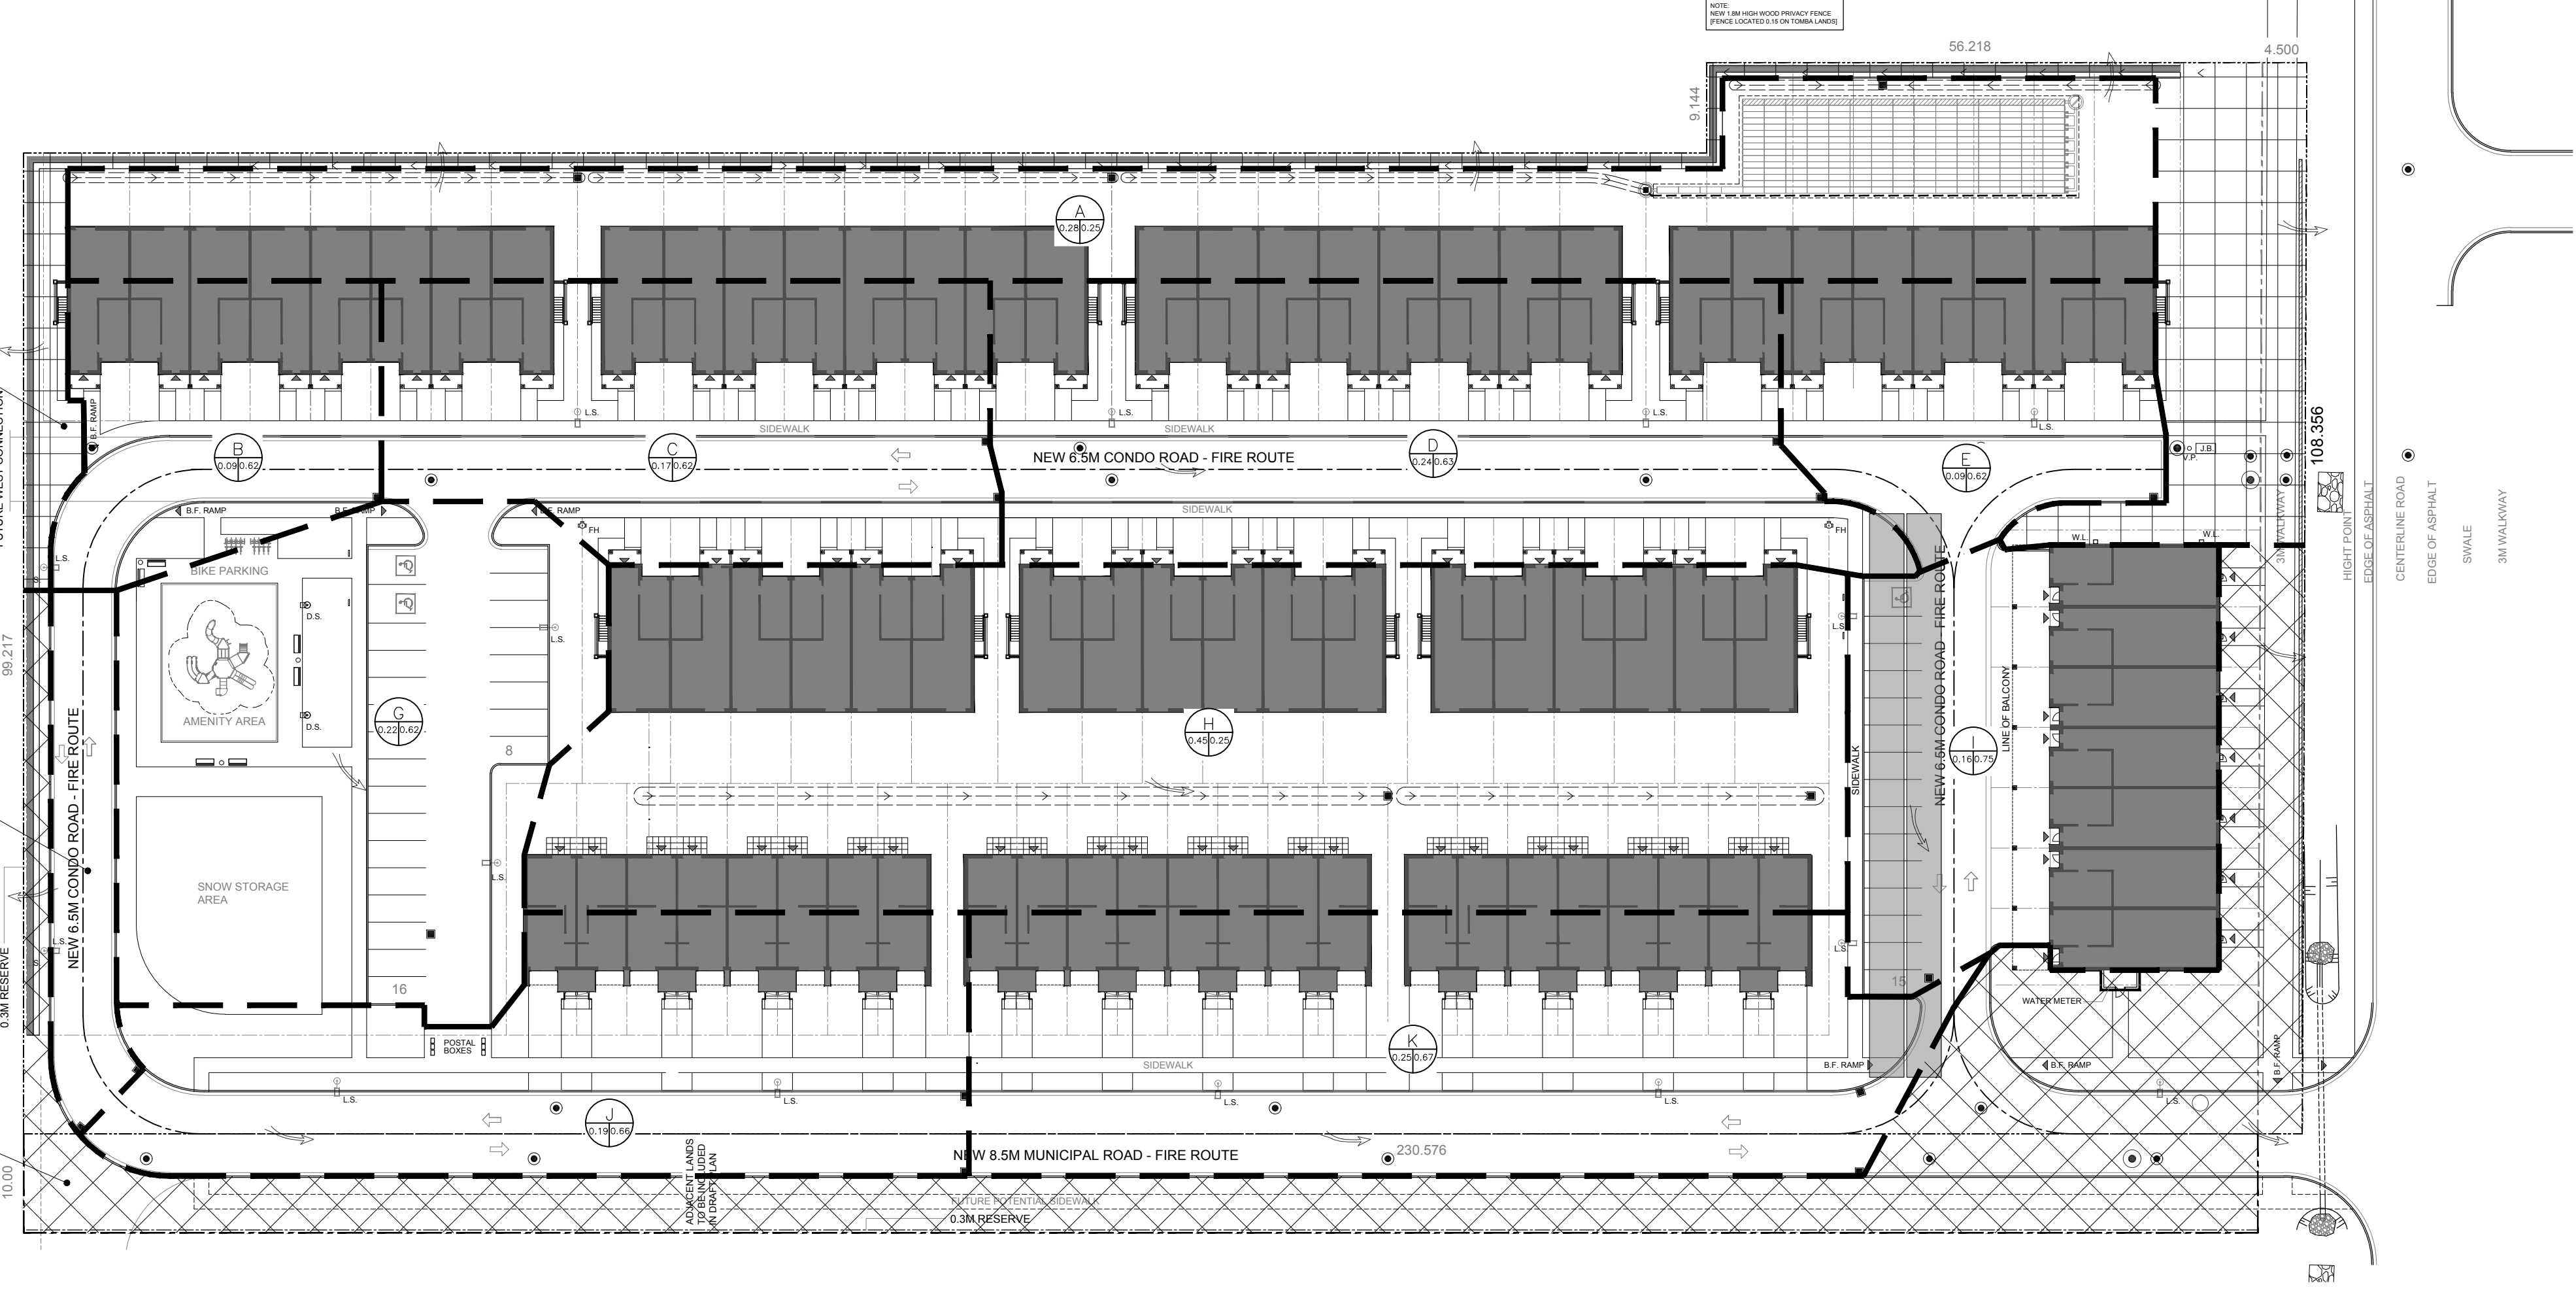 NOTE:
NEW 1.8M HIGH WOOD PRIVACY FENCE
[FENCE LOCATED 0.15 ON TOMBA LANDS]
56.218
4.500
9.144
A
0.28 0.25
L.S.
L.S.
L.S.
L.S.
B.F. RAMP
SIDEWALK
SIDEWALK
B
0.09 0.62
C
0.17 0.62
D
0.24 0.63
E
0.09 0.62
NEW 6.5M CONDO ROAD - FIRE ROUTE
J.B.
V.P.
108.356
B.F. RAMP
B.F. RAMP
B.F. RAMP
SIDEWALK
FH
FH
W.L.
W.L.
3M WALKWAY
HIGHT POINT
EDGE OF ASPHALT
CENTERLINE ROAD
EDGE OF ASPHALT
SWALE
3M WALKWAY
L.S.
BIKE PARKING
D.S.
AMENITY AREA
D.S.
99.217
G
0.22 0.62
L.S.
8
H
0.45 0.25
L.S.
SIDEWALK
NEW 6.5M CONDO ROAD - FIRE ROUTE
LINE OF BALCONY
I
0.16 0.75
NEW 6.5M CONDO ROAD - FIRE ROUTE
SNOW STORAGE
AREA
L.S.
L.S.
L.S.
0.3M RESERVE
16
15
WATER METER
POSTAL
BOXES
K
0.25 0.67
SIDEWALK
B.F. RAMP
B.F. RAMP
B.F. RAMP
L.S.
L.S.
L.S.
L.S.
L.S.
J
0.19 0.66
NEW 8.5M MUNICIPAL ROAD - FIRE ROUTE
230.576
10.00
ADJACENT LANDS
TO BE INCLUDED
IN DRAFT PLAN
FUTURE POTENTIAL SIDEWALK
0.3M RESERVE